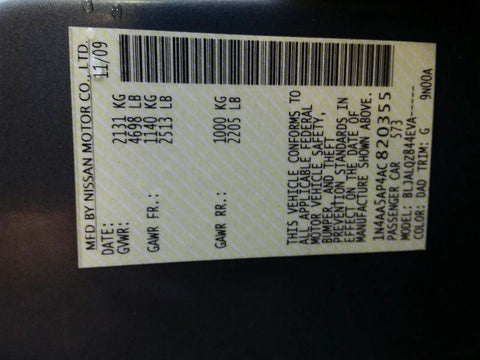 MFD BY NISSAN MOTOR CO., LTD.
DATE: 11/09
GVWR: 2131 KG
4698 LB
GAWR FR.: 1140 KG
2513 LB
GAWR RR: 1000 KG
2205 LB
THIS VEHICLE CONFORMS TO
ALL APPLICABLE FEDERAL
MOTOR VEHICLE SAFETY,
BUMPER, AND THEFT
PREVENTION STANDARDS IN
EFFECT ON THE DATE OF
MANUFACTURE SHOWN ABOVE.
1N4AA5AP4AC820355
PASSENGER CAR 573
MODEL: BLJALQZ844EVA-----
COLOR: DAD TRIM: G 9N00A